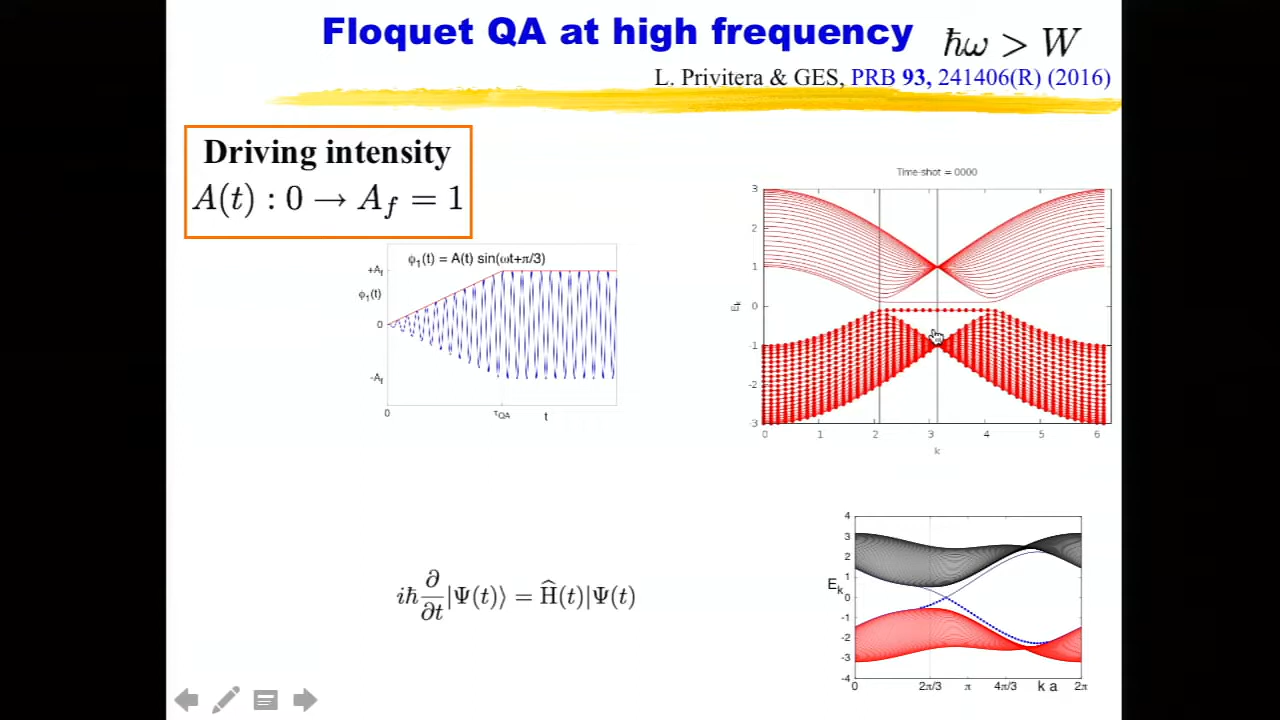 Floquet QA at high frequency ħω > W
L. Privitera & GES, PRB 93, 241406(R) (2016)
Driving intensity
A(t) : 0 → A_f = 1
Time-shot = 0000
3
2
1
0
-1
-2
-3
E_k
0 1 2 3 4 5 6
k
ϕ₁(t) = A(t) sin(ωt+π/3)
+A_f
ϕ₁(t)
0
-A_f
0 τ_QA t
iħ ∂/∂t |Ψ(t)⟩ = Ĥ(t)|Ψ(t)
4
3
2
1
E_k 0
-1
-2
-3
-4
0 2π/3 π 4π/3 k a 2π